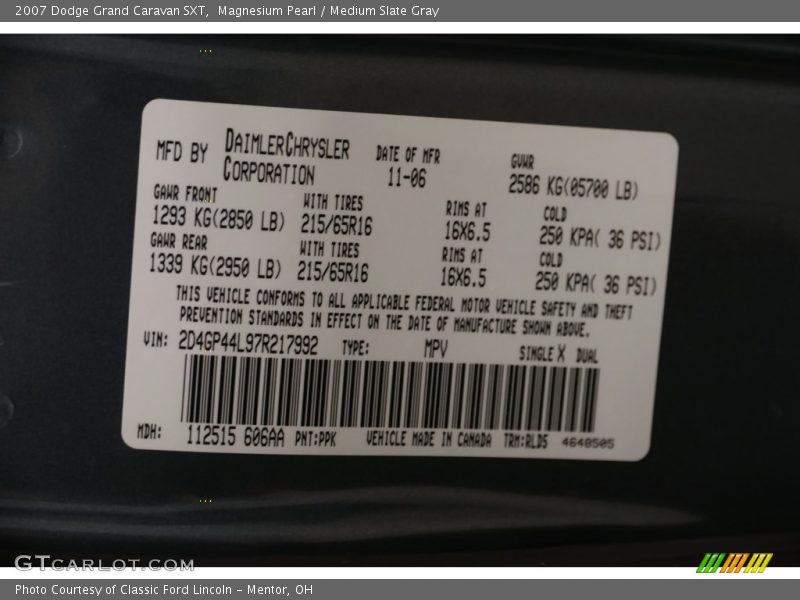 2007 Dodge Grand Caravan SXT, Magnesium Pearl / Medium Slate Gray
MFD BY DAIMLERCHRYSLER CORPORATION
DATE OF MFR 11-06
GVWR 2586 KG(05700 LB)
GAWR FRONT WITH TIRES RIMS AT COLD
1293 KG(2850 LB) 215/65R16 16X6.5 250 KPA( 36 PSI)
GAWR REAR WITH TIRES RIMS AT COLD
1339 KG(2950 LB) 215/65R16 16X6.5 250 KPA( 36 PSI)
THIS VEHICLE CONFORMS TO ALL APPLICABLE FEDERAL MOTOR VEHICLE SAFETY AND THEFT
PREVENTION STANDARDS IN EFFECT ON THE DATE OF MANUFACTURE SHOWN ABOVE.
VIN: 2D4GP44L97R217992 TYPE: MPV SINGLE X DUAL
MDH: 112515 606AA PNT:PPK VEHICLE MADE IN CANADA TRM:RLD5 4648505
GTCARLOT.COM
Photo Courtesy of Classic Ford Lincoln - Mentor, OH